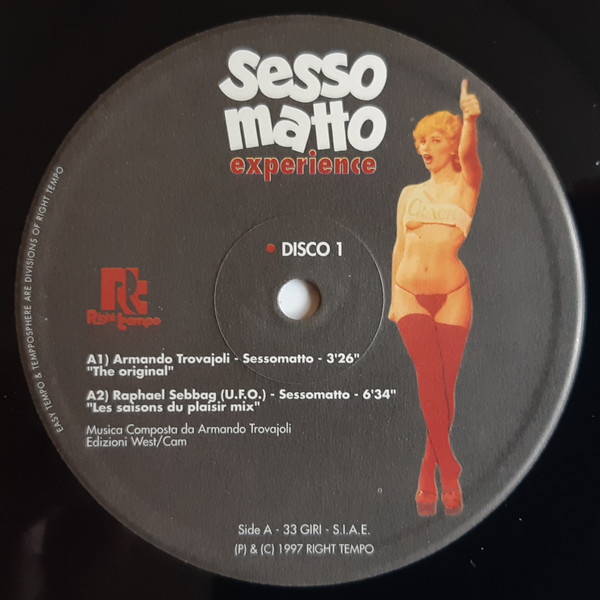 sesso
matto
experience
• DISCO 1
Right tempo
A1) Armando Trovajoli - Sessomatto - 3'26"
"The original"
A2) Raphael Sebbag (U.F.O.) - Sessomatto - 6'34"
"Les saisons du plaisir mix"
Musica Composta da Armando Trovajoli
Edizioni West/Cam
Side A - 33 GIRI - S.I.A.E.
(P) & (C) 1997 RIGHT TEMPO
EASY TEMPO & TEMPPOSPHERE ARE DIVISIONS OF RIGHT TEMPO